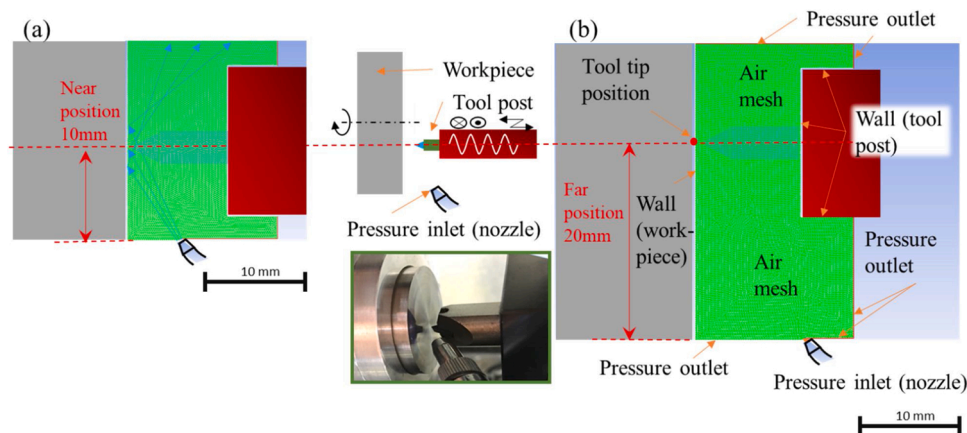 (a)
Near
position
10mm
10 mm
Workpiece
Tool post
Pressure inlet (nozzle)
(b)
Pressure outlet
Tool tip
position
Air
mesh
Wall (tool
post)
Far
position
20mm
Wall
(work-
piece)
Air
mesh
Pressure
outlet
Pressure outlet
Pressure inlet (nozzle)
10 mm